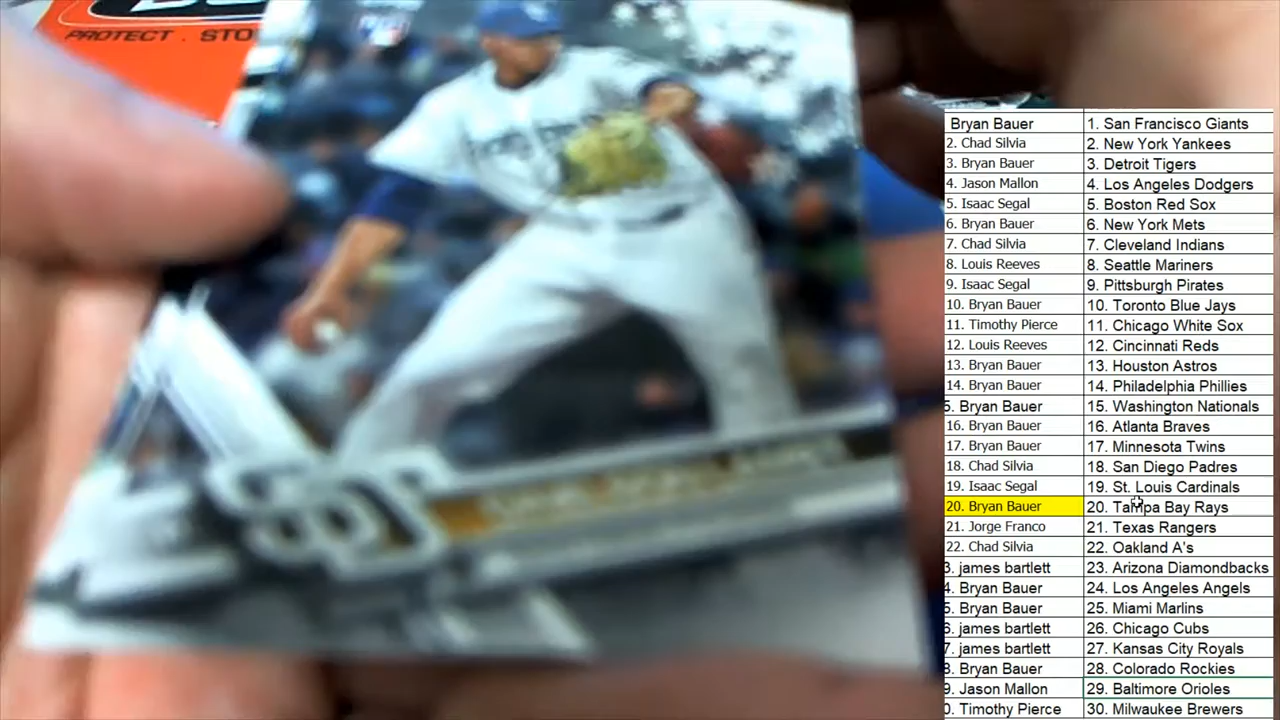 PROTECT . STO
Bryan Bauer 1. San Francisco Giants
2. Chad Silvia 2. New York Yankees
3. Bryan Bauer 3. Detroit Tigers
4. Jason Mallon 4. Los Angeles Dodgers
5. Isaac Segal 5. Boston Red Sox
6. Bryan Bauer 6. New York Mets
7. Chad Silvia 7. Cleveland Indians
8. Louis Reeves 8. Seattle Mariners
9. Isaac Segal 9. Pittsburgh Pirates
10. Bryan Bauer 10. Toronto Blue Jays
11. Timothy Pierce 11. Chicago White Sox
12. Louis Reeves 12. Cincinnati Reds
13. Bryan Bauer 13. Houston Astros
14. Bryan Bauer 14. Philadelphia Phillies
5. Bryan Bauer 15. Washington Nationals
16. Bryan Bauer 16. Atlanta Braves
17. Bryan Bauer 17. Minnesota Twins
18. Chad Silvia 18. San Diego Padres
19. Isaac Segal 19. St. Louis Cardinals
20. Bryan Bauer 20. Tampa Bay Rays
21. Jorge Franco 21. Texas Rangers
22. Chad Silvia 22. Oakland A's
3. james bartlett 23. Arizona Diamondbacks
4. Bryan Bauer 24. Los Angeles Angels
5. Bryan Bauer 25. Miami Marlins
6. james bartlett 26. Chicago Cubs
7. james bartlett 27. Kansas City Royals
8. Bryan Bauer 28. Colorado Rockies
9. Jason Mallon 29. Baltimore Orioles
0. Timothy Pierce 30. Milwaukee Brewers